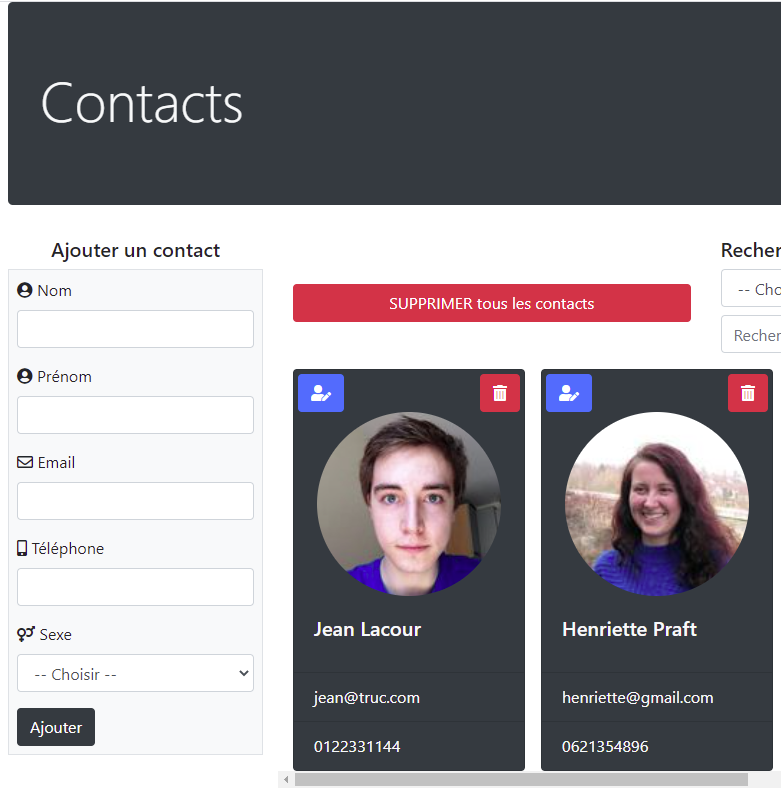 Contacts
Ajouter un contact
Nom
Prénom
Email
Téléphone
Sexe
-- Choisir --
Ajouter
SUPPRIMER tous les contacts
Jean Lacour
jean@truc.com
0122331144
Henriette Praft
henriette@gmail.com
0621354896
Recher
-- Cho
Recher